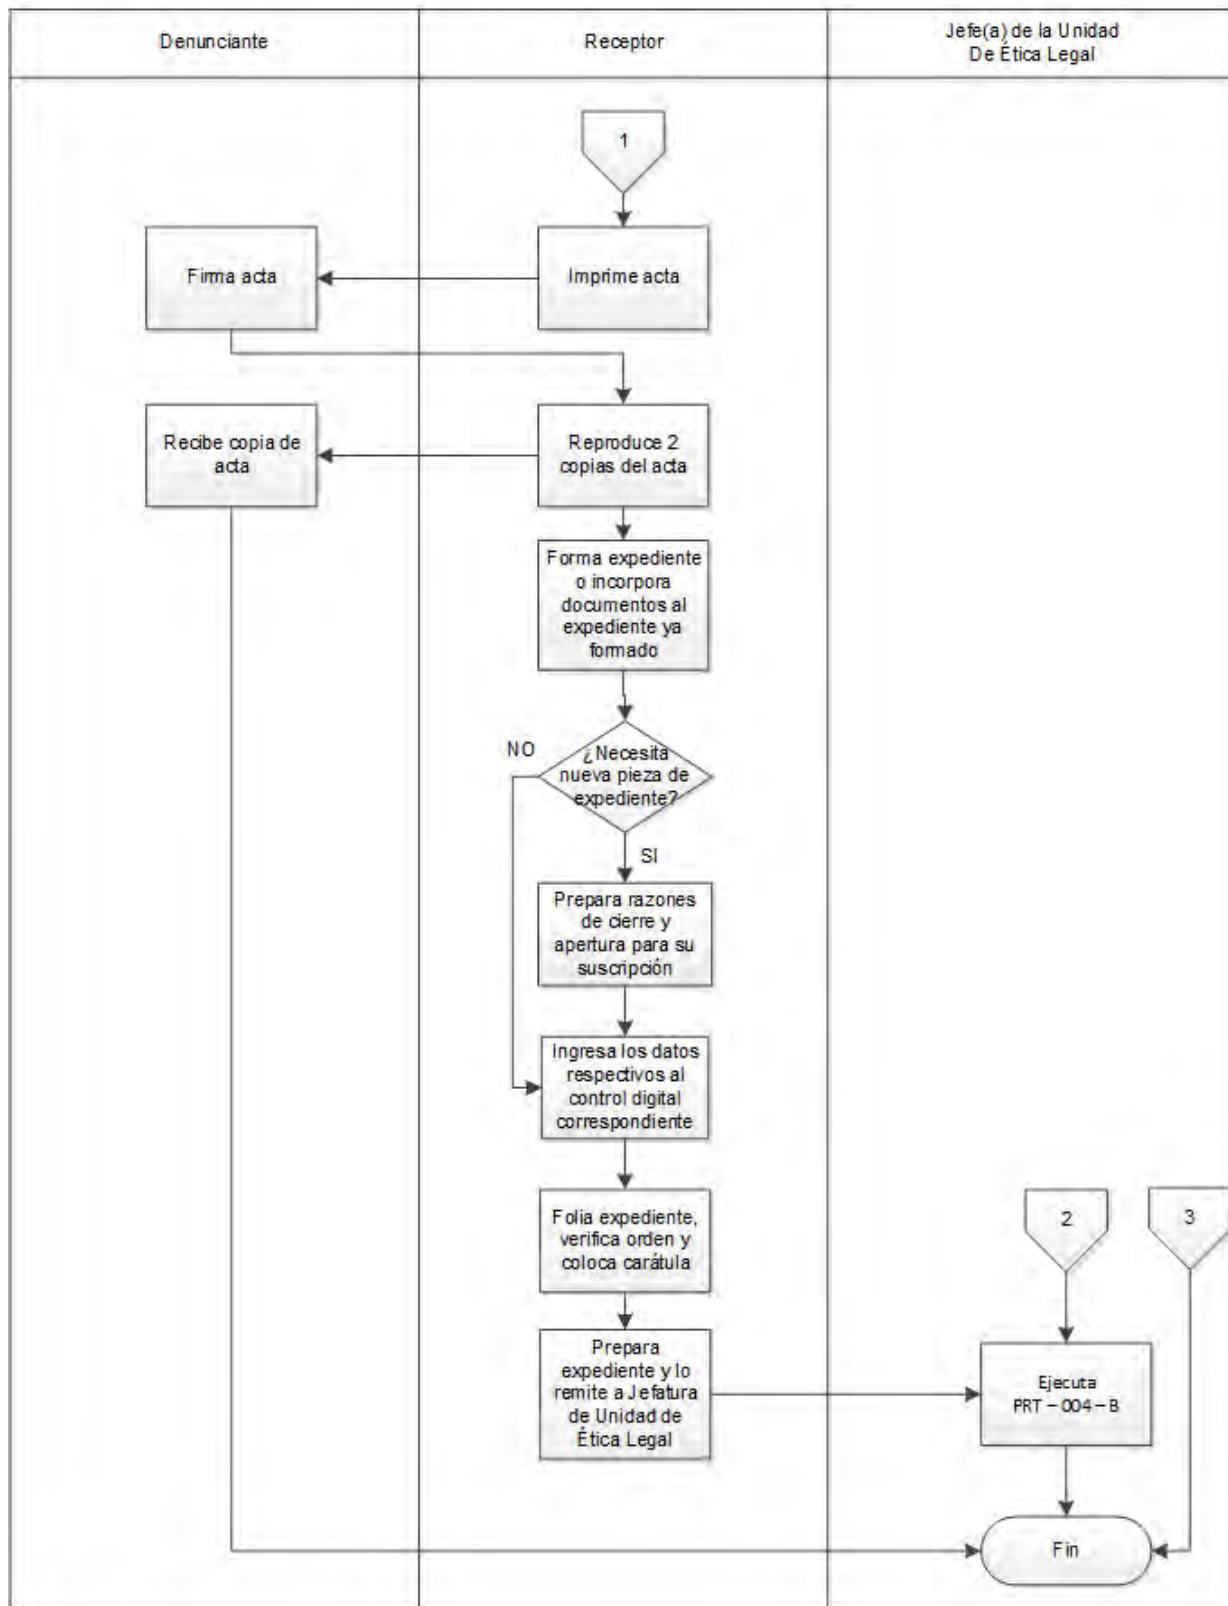 Denunciante
Receptor
Jefe(a) de la Unidad
De Ética Legal
1
Firma acta
Imprime acta
Recibe copia de
acta
Reproduce 2
copias del acta
Forma expediente
o incorpora
documentos al
expediente ya
formado
NO
¿Necesita
nueva pieza de
expediente?
SI
Prepara razones
de cierre y
apertura para su
suscripción
Ingresa los datos
respectivos al
control digital
correspondiente
Folia expediente,
verifica orden y
coloca carátula
2
3
Prepara
expediente y lo
remite a Jefatura
de Unidad de
Ética Legal
Ejecuta
PRT – 004 – B
Fin